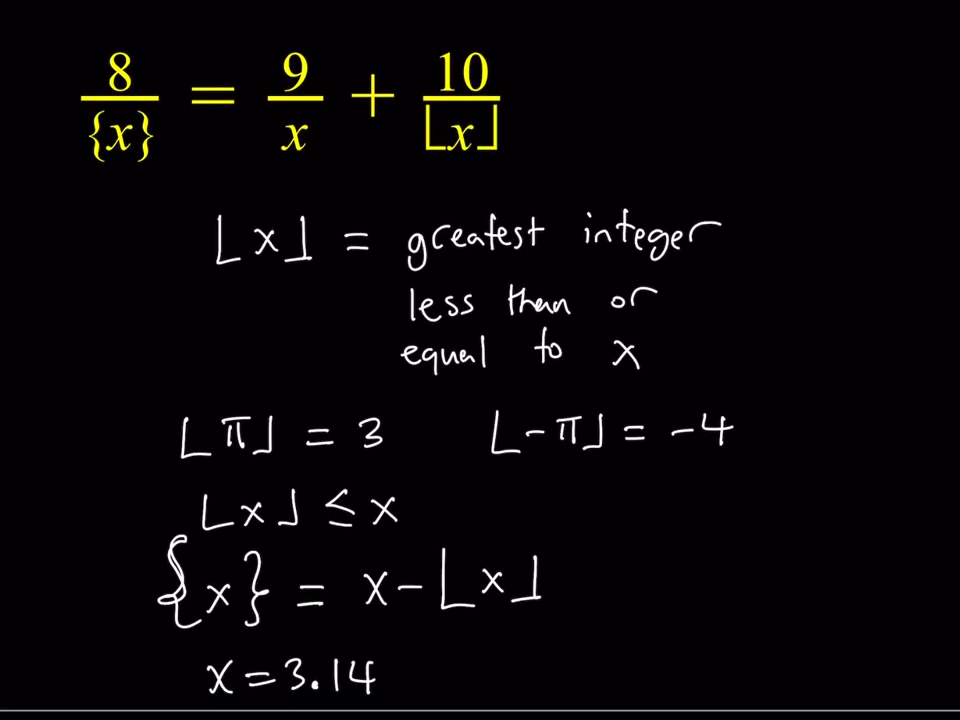 8/{x} = 9/x + 10/⌊x⌋
⌊x⌋ = greatest integer
less than or
equal to x
⌊π⌋ = 3 ⌊-π⌋ = -4
⌊x⌋ ≤ x
{x} = x - ⌊x⌋
x = 3.14